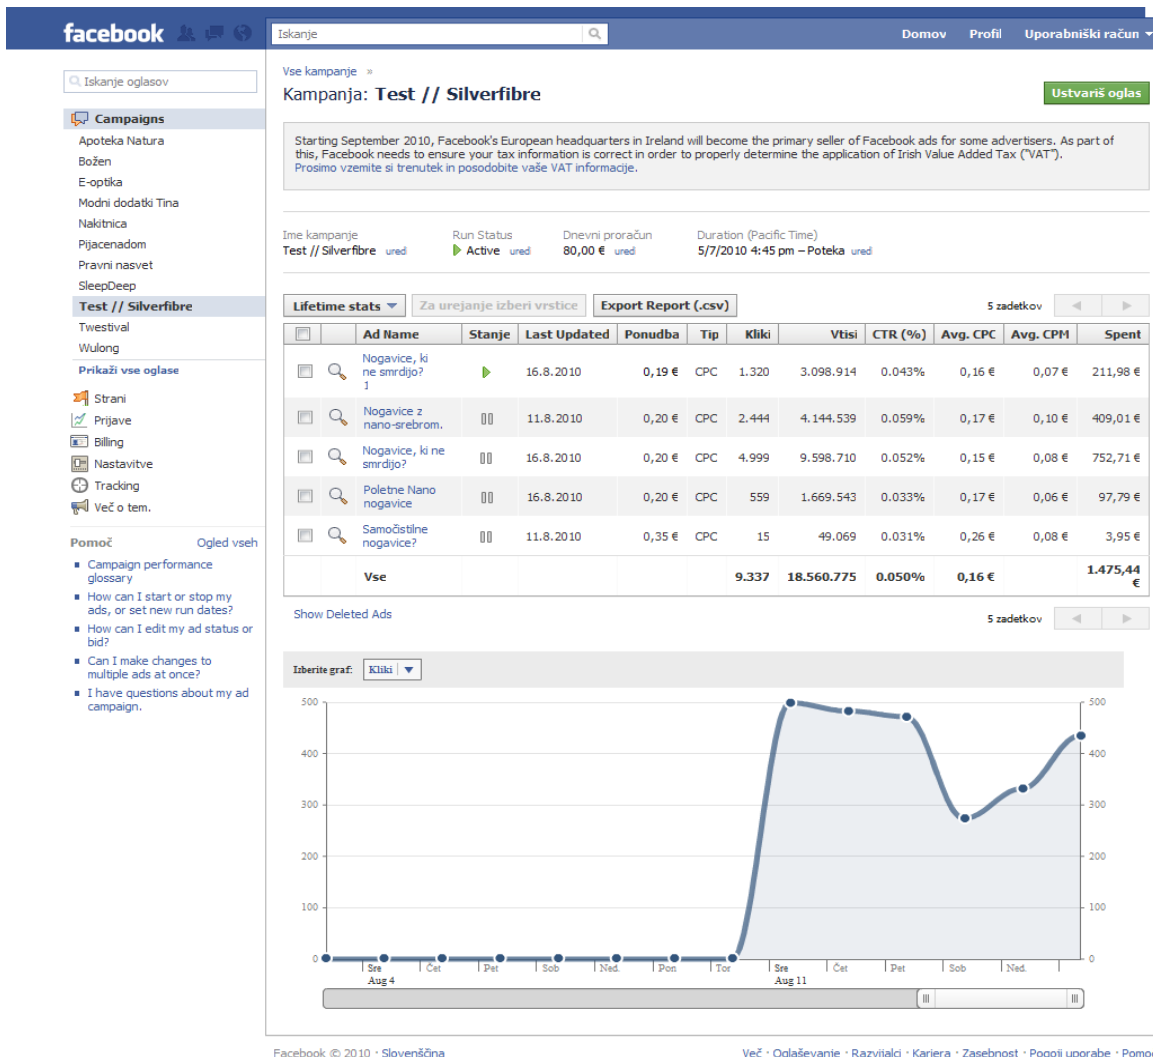 facebook
Iskanje
Domov Profil Uporabniški račun
Iskanje oglasov
Campaigns
Apoteka Natura
Božen
E-optika
Modni dodatki Tina
Nakitnica
Pijacenadom
Pravni nasvet
SleepDeep
Test // Silverfibre
Twestival
Wulong
Prikaži vse oglase
Strani
Prijave
Billing
Nastavitve
Tracking
Več o tem.
Pomoč Ogled vseh
Campaign performance
glossary
How can I start or stop my
ads, or set new run dates?
How can I edit my ad status or
bid?
Can I make changes to
multiple ads at once?
I have questions about my ad
campaign.
Vse kampanje »
Kampanja: Test // Silverfibre
Ustvariš oglas
Starting September 2010, Facebook's European headquarters in Ireland will become the primary seller of Facebook ads for some advertisers. As part of
this, Facebook needs to ensure your tax information is correct in order to properly determine the application of Irish Value Added Tax ("VAT").
Prosimo vzemite si trenutek in posodobite vaše VAT informacije.
Ime kampanje Run Status Dnevni proračun Duration (Pacific Time)
Test // Silverfibre ured Active ured 80,00 € ured 5/7/2010 4:45 pm – Poteka ured
Lifetime stats Za urejanje izberi vrstice Export Report (.csv) 5 zadetkov
Ad Name Stanje Last Updated Ponudba Tip Kliki Vtisi CTR (%) Avg. CPC Avg. CPM Spent
Nogavice, ki
ne smrdijo? 16.8.2010 0,19 € CPC 1.320 3.098.914 0.043% 0,16 € 0,07 € 211,98 €
1
Nogavice z
nano-srebrom. 11.8.2010 0,20 € CPC 2.444 4.144.539 0.059% 0,17 € 0,10 € 409,01 €
Nogavice, ki ne
smrdijo? 16.8.2010 0,20 € CPC 4.999 9.598.710 0.052% 0,15 € 0,08 € 752,71 €
Poletne Nano
nogavice 16.8.2010 0,20 € CPC 559 1.669.543 0.033% 0,17 € 0,06 € 97,79 €
Samočistilne
nogavice? 11.8.2010 0,35 € CPC 15 49.069 0.031% 0,26 € 0,08 € 3,95 €
Vse 9.337 18.560.775 0.050% 0,16 € 1.475,44
€
Show Deleted Ads 5 zadetkov
Izberite graf: Kliki
500 500
400 400
300 300
200 200
100 100
0 0
Sre Čet Pet Sob Ned. Pon Tor Sre Čet Pet Sob Ned.
Aug 4 Aug 11
Facebook © 2010 · Slovenščina
Več · Oglaševanje · Razvijalci · Kariera · Zasebnost · Pogoji uporabe · Pomoč